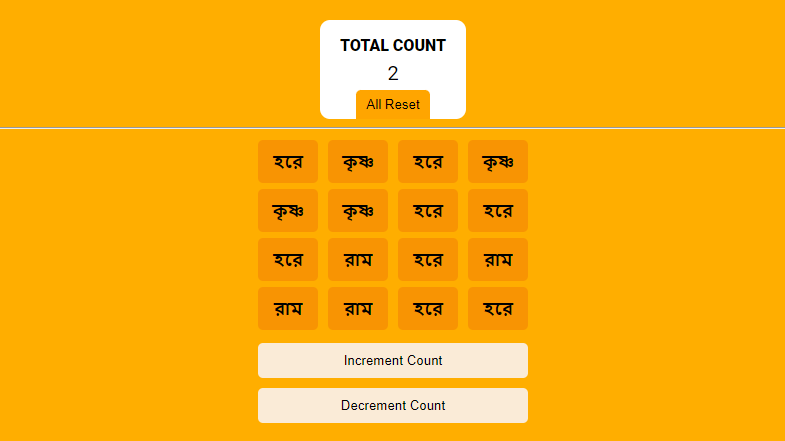 TOTAL COUNT
2
All Reset
হরে কৃষ্ণ হরে কৃষ্ণ
কৃষ্ণ কৃষ্ণ হরে হরে
হরে রাম হরে রাম
রাম রাম হরে হরে
Increment Count
Decrement Count